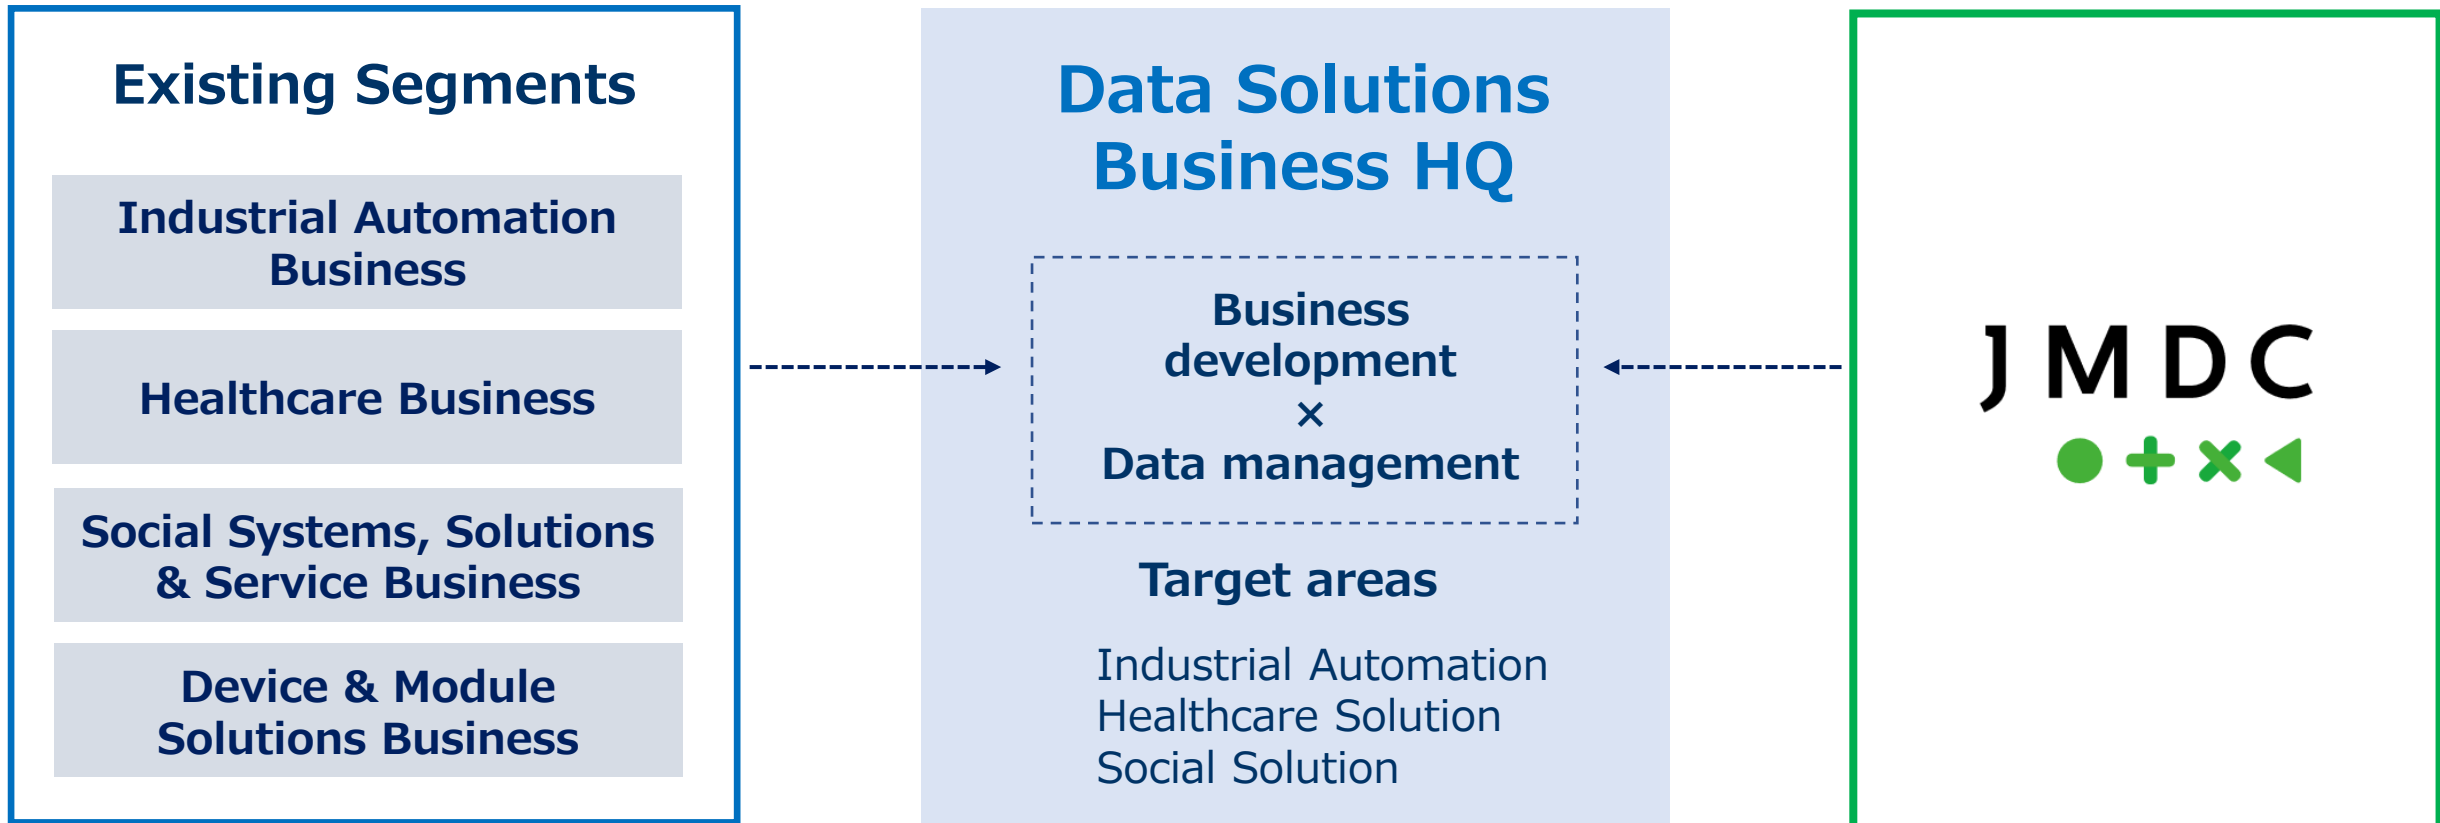 Existing Segments
Industrial Automation
Business
Healthcare Business
Social Systems, Solutions
& Service Business
Device & Module
Solutions Business
Data Solutions
Business HQ
Business
development
×
Data management
Target areas
Industrial Automation
Healthcare Solution
Social Solution
JMDC